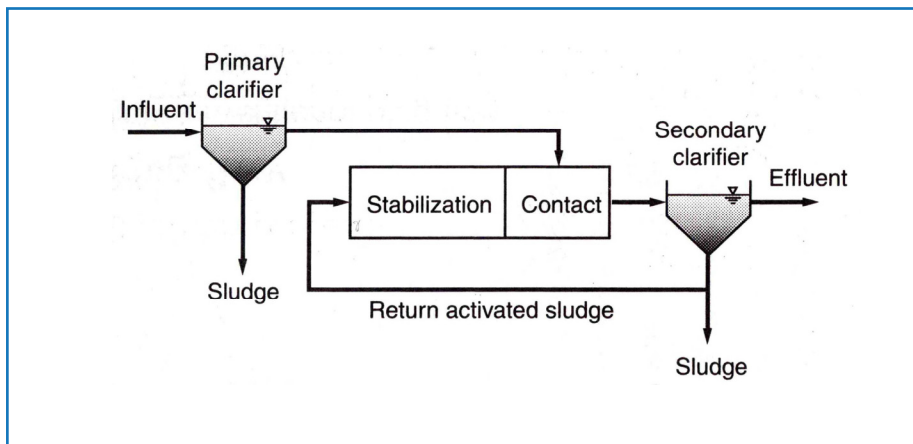 Primary
clarifier
Influent
Secondary
clarifier
Effluent
Stabilization
Contact
Sludge
Return activated sludge
Sludge